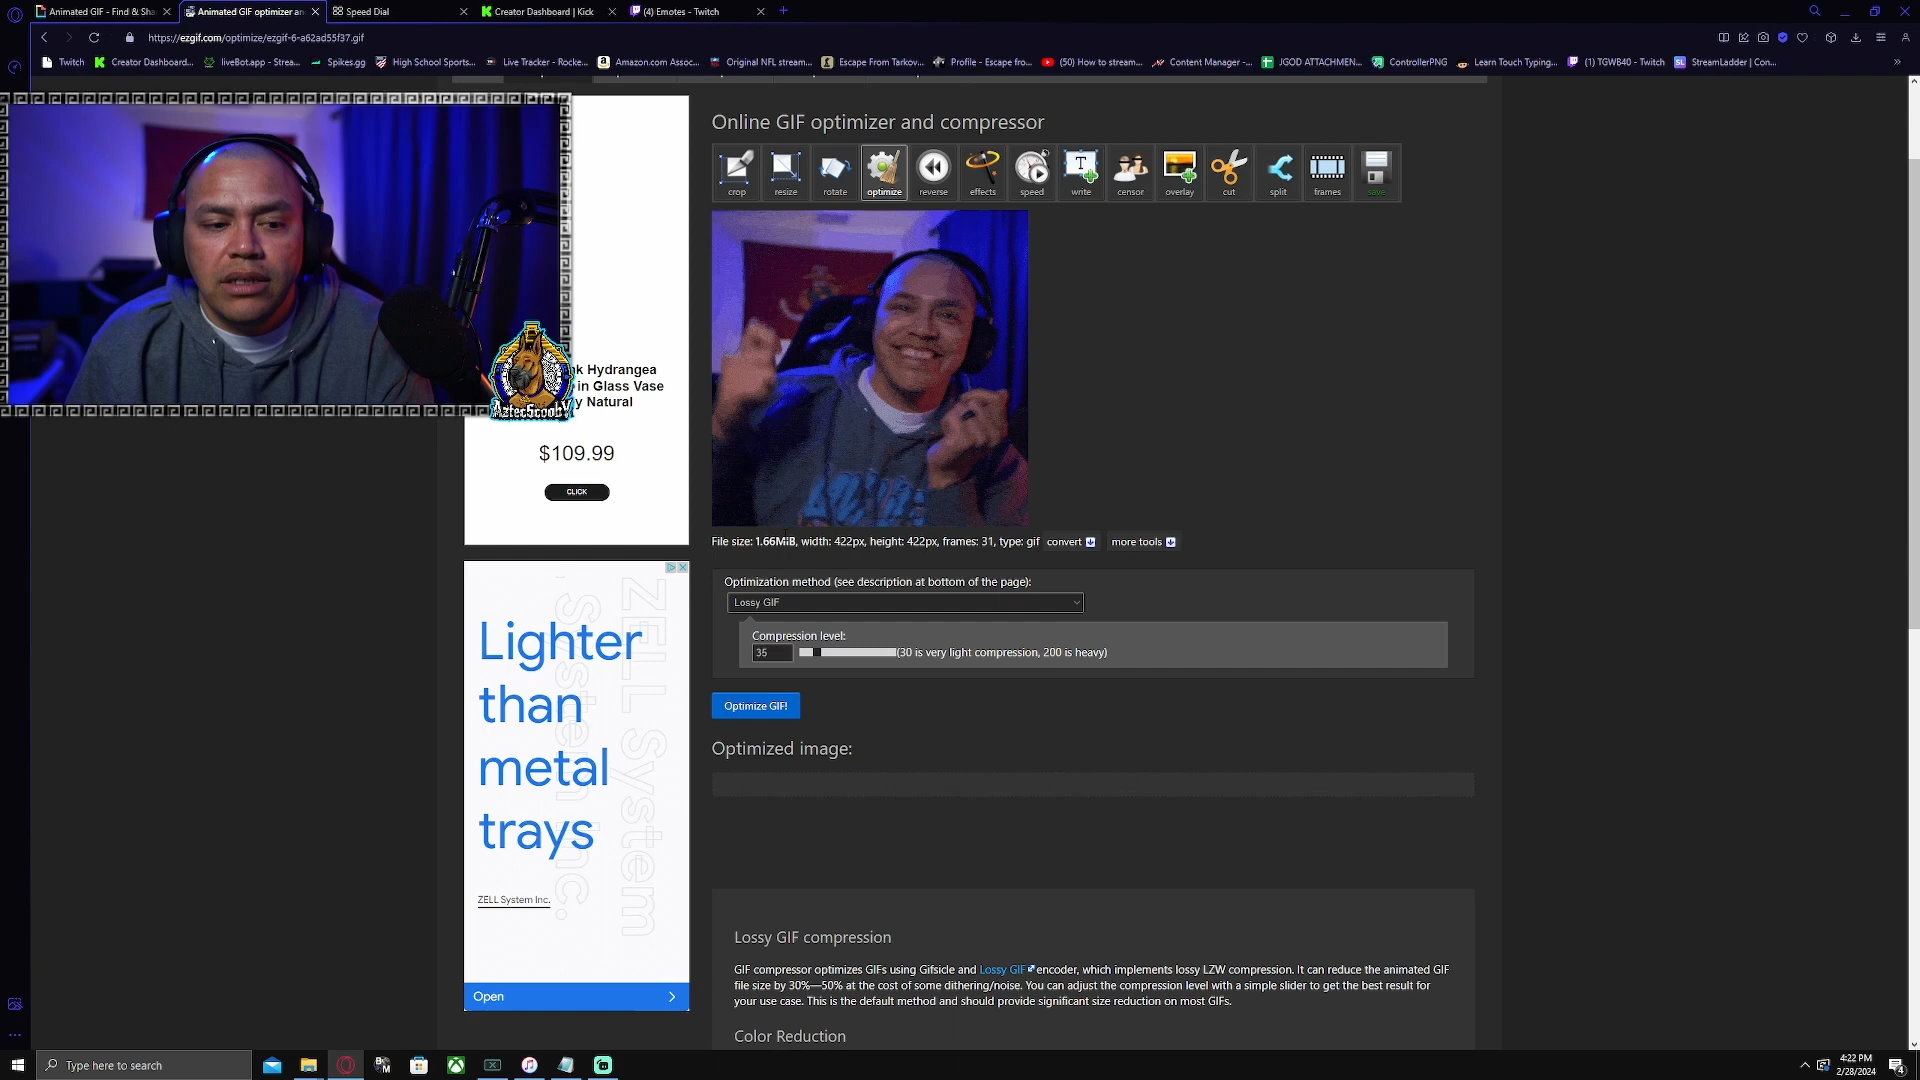 Animated GIF - Find & Sha
Animated GIF optimizer an
Speed Dial
Creator Dashboard | Kick
(4) Emotes - Twitch
https://ezgif.com/optimize/ezgif-6-a62ad55f37.gif
Twitch
Creator Dashboard...
liveBot.app - Strea...
Spikes.gg
High School Sports...
Live Tracker - Rocke...
Amazon.com Assoc...
Original NFL stream...
Escape From Tarkov...
Profile - Escape fro...
(50) How to stream...
Content Manager -...
JGOD ATTACHMEN...
ControllerPNG
Learn Touch Typing...
(1) TGWB40 - Twitch
StreamLadder | Con...
Online GIF optimizer and compressor
crop
resize
rotate
optimize
reverse
effects
speed
write
censor
overlay
cut
split
frames
save
AztecScooby
Hydrangea
in Glass Vase
Natural
$109.99
CLICK
File size: 1.66MiB, width: 422px, height: 422px, frames: 31, type: gif
convert
more tools
Optimization method (see description at bottom of the page):
Lossy GIF
Compression level:
35
(30 is very light compression, 200 is heavy)
Optimize GIF!
Optimized image:
Lighter
than
metal
trays
ZELL System Inc.
ZELL System Inc.
Open
Lossy GIF compression
GIF compressor optimizes GIFs using Gifsicle and Lossy GIF encoder, which implements lossy LZW compression. It can reduce the animated GIF
file size by 30%—50% at the cost of some dithering/noise. You can adjust the compression level with a simple slider to get the best result for
your use case. This is the default method and should provide significant size reduction on most GIFs.
Color Reduction
Type here to search
4:22 PM
2/28/2024
4